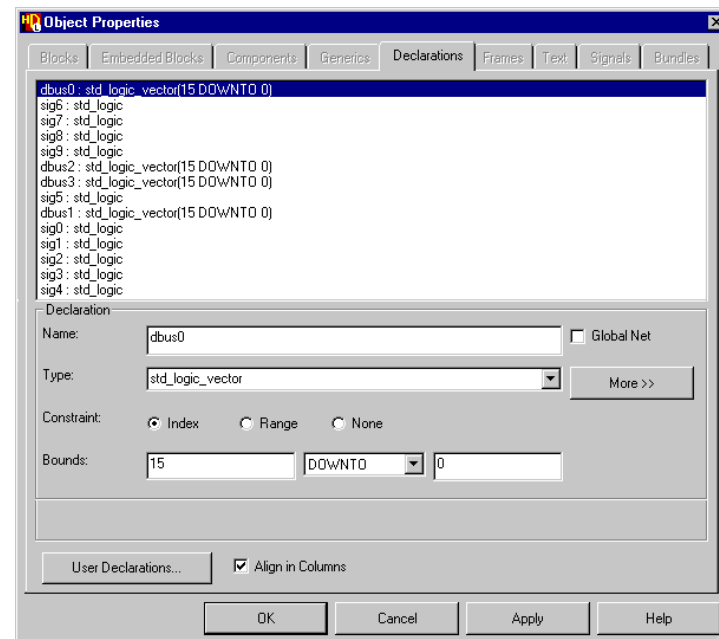 HDL Object Properties
Blocks Embedded Blocks Components Generics Declarations Frames Text Signals Bundles
dbus0 : std_logic_vector(15 DOWNTO 0)
sig6 : std_logic
sig7 : std_logic
sig8 : std_logic
sig9 : std_logic
dbus2 : std_logic_vector(15 DOWNTO 0)
dbus3 : std_logic_vector(15 DOWNTO 0)
sig5 : std_logic
dbus1 : std_logic_vector(15 DOWNTO 0)
sig0 : std_logic
sig1 : std_logic
sig2 : std_logic
sig3 : std_logic
sig4 : std_logic
Declaration
Name: dbus0 Global Net
Type: std_logic_vector More >>
Constraint: Index Range None
Bounds: 15 DOWNTO 0
User Declarations... Align in Columns
OK Cancel Apply Help